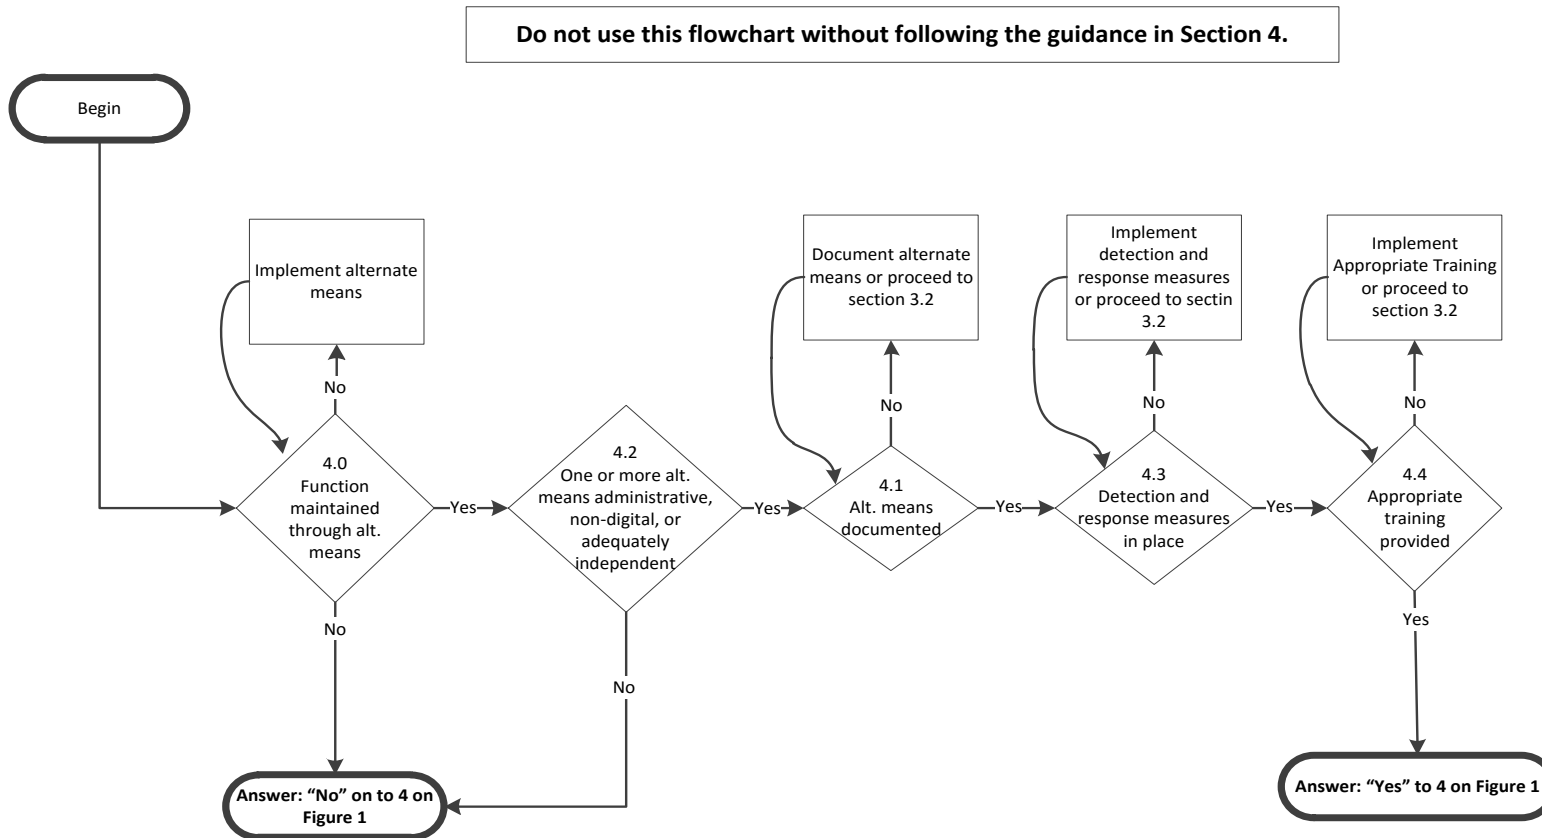 Do not use this flowchart without following the guidance in Section 4.
Begin
Implement alternate
means
No
4.0
Function
maintained
through alt.
means
Yes
No
4.2
One or more alt.
means administrative,
non-digital, or
adequately
independent
Yes
No
Document alternate
means or proceed to
section 3.2
No
4.1
Alt. means
documented
Yes
Implement
detection and
response measures
or proceed to sectin
3.2
No
4.3
Detection and
response measures
in place
Yes
Implement
Appropriate Training
or proceed to
section 3.2
No
4.4
Appropriate
training
provided
Yes
Answer: “No” on to 4 on
Figure 1
Answer: “Yes” to 4 on Figure 1